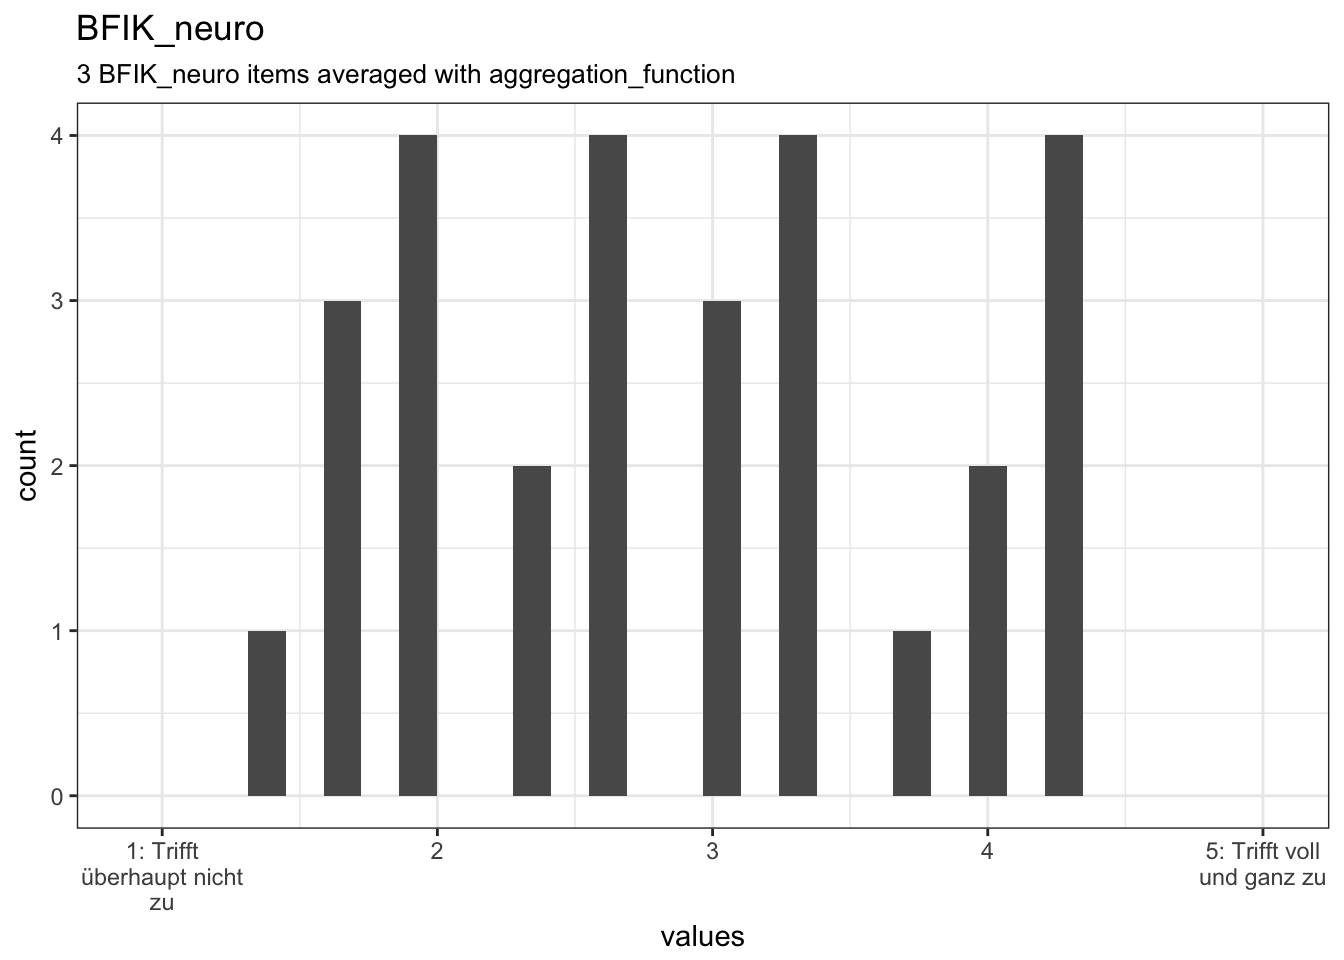 BFIK_neuro
3 BFIK_neuro items averaged with aggregation_function
count
4
3
2
1
0
1: Trifft
überhaupt nicht
zu
2
3
4
5: Trifft voll
und ganz zu
values